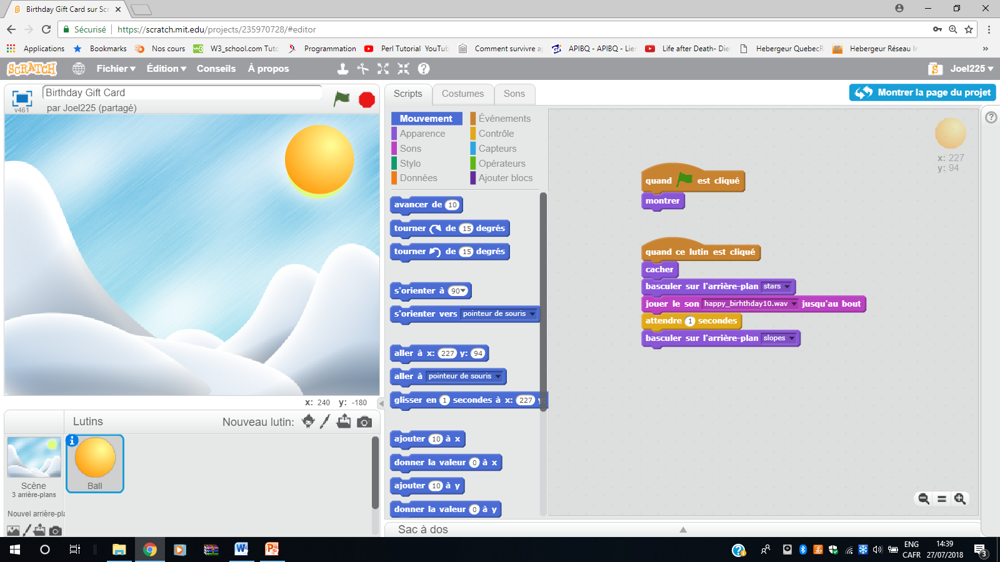 Birthday Gift Card sur Scr
Sécurisé
https://scratch.mit.edu/projects/235970728/#editor
Applications
Bookmarks
Nos cours
W3_school.com Tuto
Programmation
Perl Tutorial YouTub
Comment survivre a
APIBQ - APIBQ - Lien
Life after Death- Die
Hebergeur QuebecR
Hebergeur Réseau In
»
SCRATCH
Fichier
Édition
Conseils
À propos
Joel225
v461
Birthday Gift Card
par Joel225 (partagé)
Scripts
Costumes
Sons
Montrer la page du projet
Mouvement
Événements
Apparence
Contrôle
Sons
Capteurs
Stylo
Opérateurs
Données
Ajouter blocs
avancer de 10
tourner de 15 degrés
tourner de 15 degrés
s'orienter à 90
s'orienter vers pointeur de souris
aller à x: 227 y: 94
aller à pointeur de souris
glisser en 1 secondes à x: 227 y
ajouter 10 à x
donner la valeur 0 à x
ajouter 10 à y
donner la valeur 0 à y
x: 227
y: 94
quand est cliqué
montrer
quand ce lutin est cliqué
cacher
basculer sur l'arrière-plan stars
jouer le son happy_birhthday10.wav jusqu'au bout
attendre 1 secondes
basculer sur l'arrière-plan slopes
x: 240 y: -180
Lutins
Nouveau lutin:
Scène
3 arrière-plans
Nouvel arrière-pla
Ball
Sac à dos
ENG
CAFR
14:39
27/07/2018
3